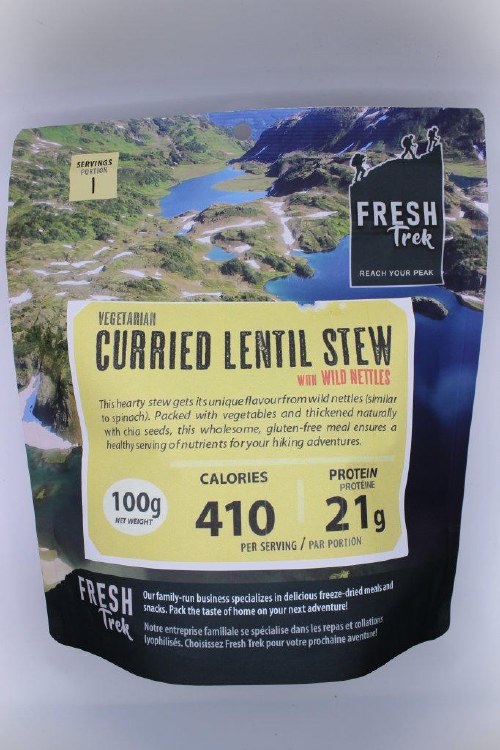 SERVINGS
PORTION
1
FRESH
Trek
REACH YOUR PEAK
VEGETARIAN
CURRIED LENTIL STEW
WITH WILD NETTLES
This hearty stew gets its unique flavour from wild nettles (similar
to spinach). Packed with vegetables and thickened naturally
with chia seeds, this wholesome, gluten-free meal ensures a
healthy serving of nutrients for your hiking adventures.
100g
NET WEIGHT
CALORIES
410
PROTEIN
PROTÉINE
21g
PER SERVING / PAR PORTION
FRESH
Trek
Our family-run business specializes in delicious freeze-dried meals and
snacks. Pack the taste of home on your next adventure!
Notre entreprise familiale se spécialise dans les repas et collations
lyophilisés. Choisissez Fresh Trek pour votre prochaine aventure!